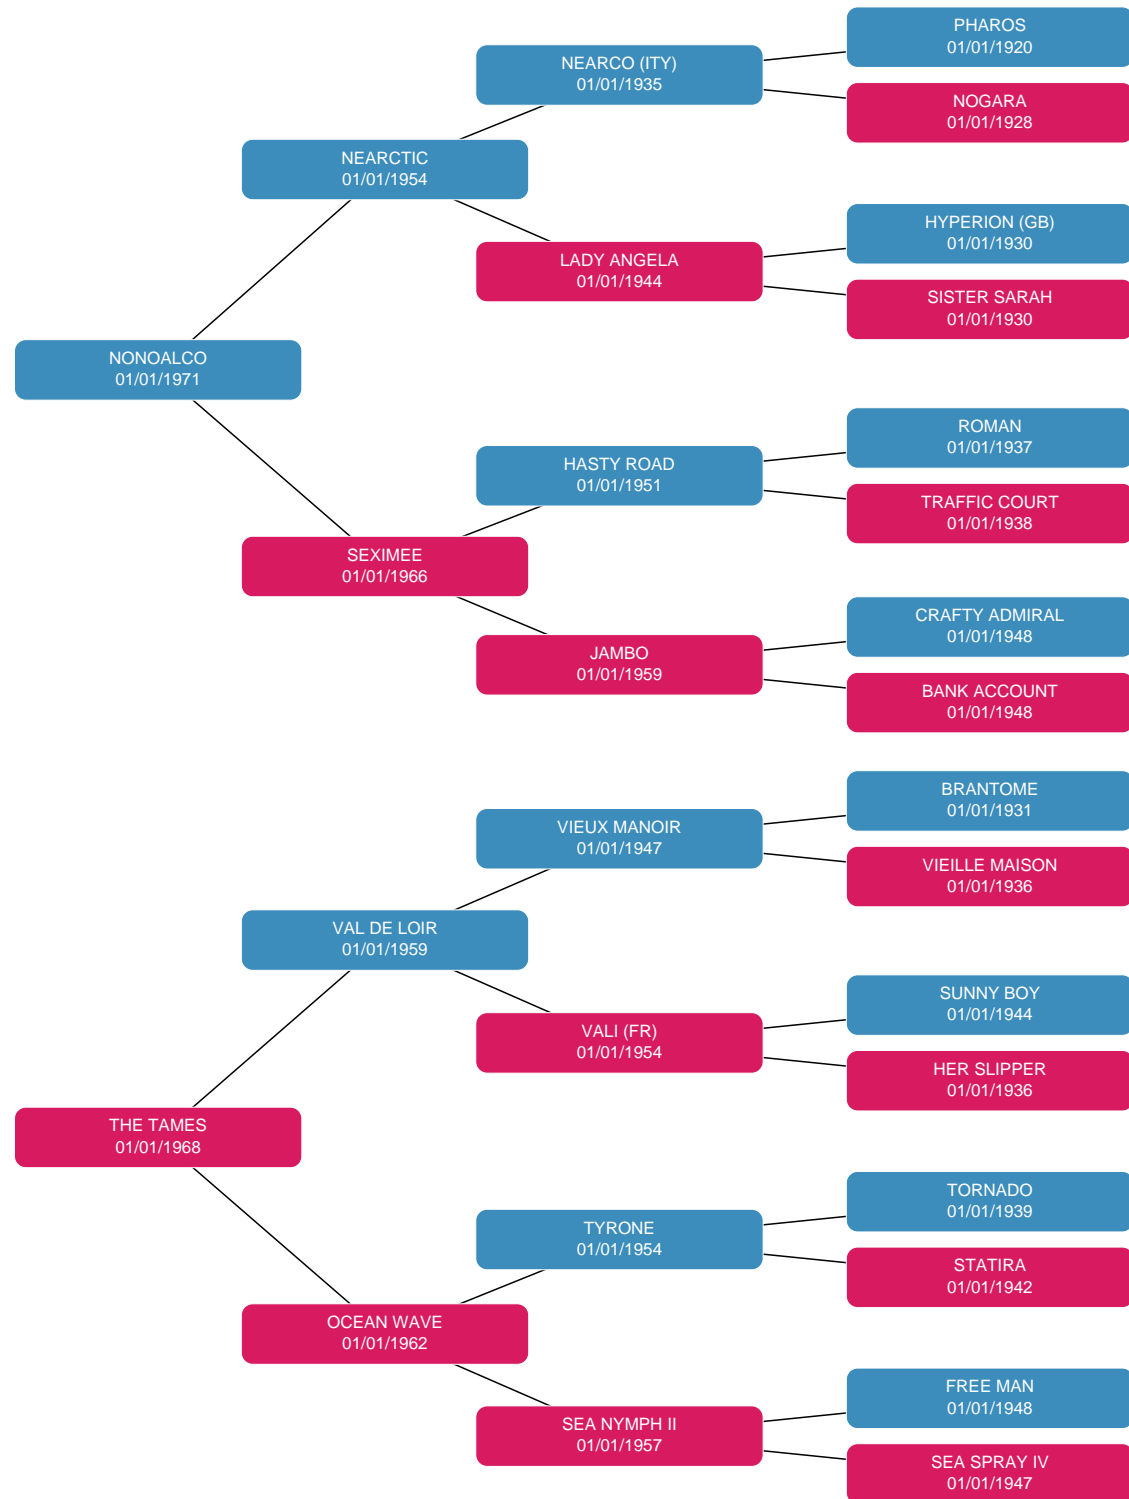 PHAROS
01/01/1920
NEARCO (ITY)
01/01/1935
NOGARA
01/01/1928
NEARCTIC
01/01/1954
HYPERION (GB)
01/01/1930
LADY ANGELA
01/01/1944
SISTER SARAH
01/01/1930
NONOALCO
01/01/1971
ROMAN
01/01/1937
HASTY ROAD
01/01/1951
TRAFFIC COURT
01/01/1938
SEXIMEE
01/01/1966
CRAFTY ADMIRAL
01/01/1948
JAMBO
01/01/1959
BANK ACCOUNT
01/01/1948
BRANTOME
01/01/1931
VIEUX MANOIR
01/01/1947
VIEILLE MAISON
01/01/1936
VAL DE LOIR
01/01/1959
SUNNY BOY
01/01/1944
VALI (FR)
01/01/1954
HER SLIPPER
01/01/1936
THE TAMES
01/01/1968
TORNADO
01/01/1939
TYRONE
01/01/1954
STATIRA
01/01/1942
OCEAN WAVE
01/01/1962
FREE MAN
01/01/1948
SEA NYMPH II
01/01/1957
SEA SPRAY IV
01/01/1947